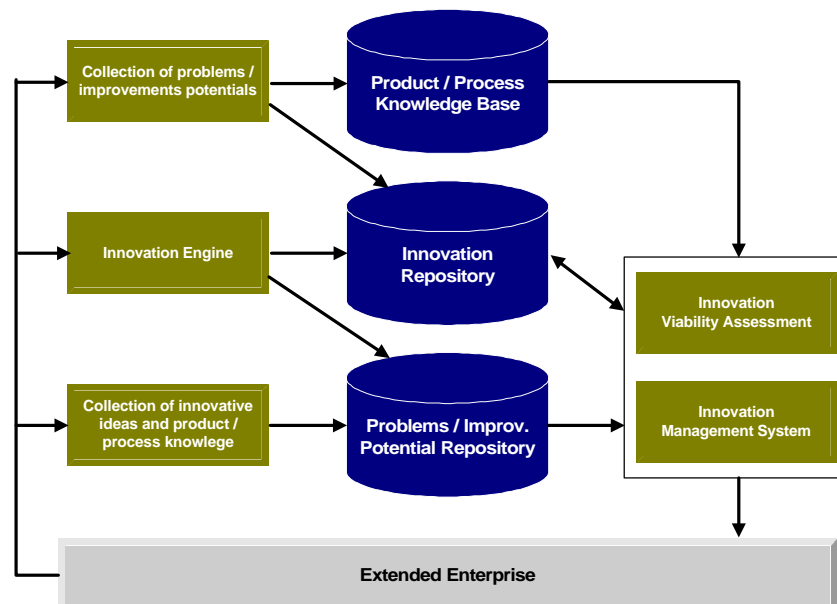 Collection of problems /
improvements potentials
Product / Process
Knowledge Base
Innovation Engine
Innovation
Repository
Innovation
Viability Assessment
Collection of innovative
ideas and product /
process knowlege
Problems / Improv.
Potential Repository
Innovation
Management System
Extended Enterprise